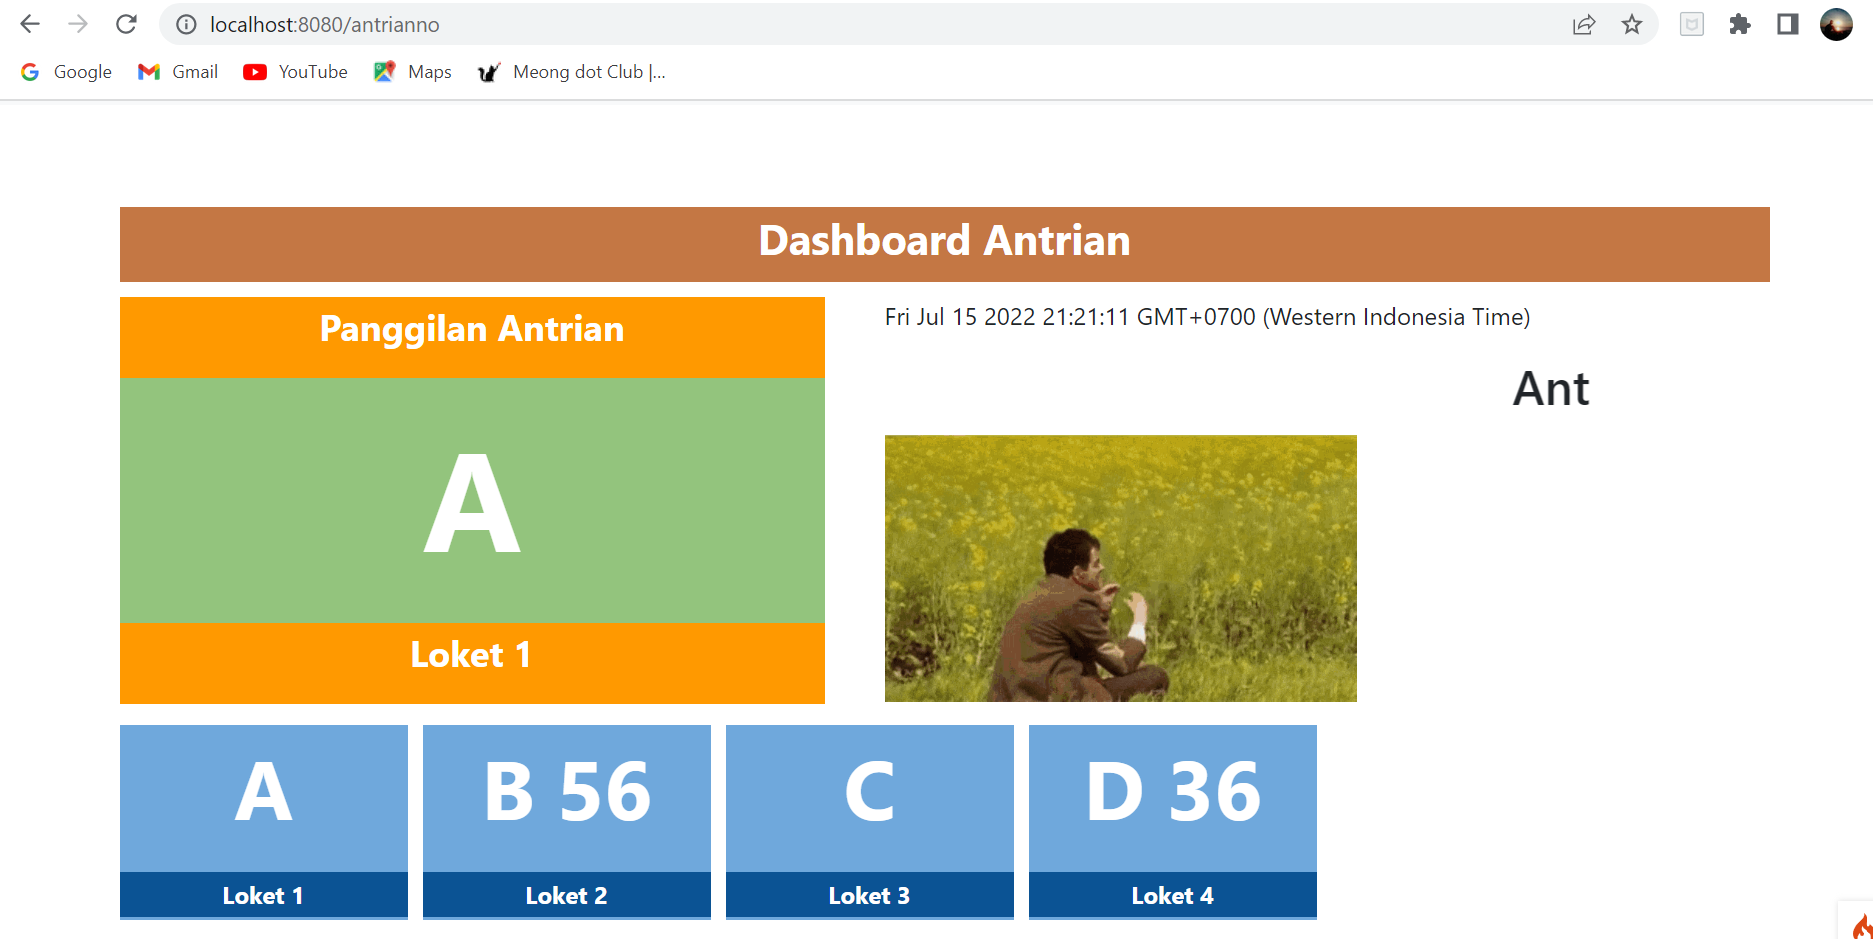 localhost:8080/antrianno
Google Gmail YouTube Maps Meong dot Club |...
Dashboard Antrian
Panggilan Antrian
A
Loket 1
Fri Jul 15 2022 21:21:11 GMT+0700 (Western Indonesia Time)
Ant
A
Loket 1
B 56
Loket 2
C
Loket 3
D 36
Loket 4